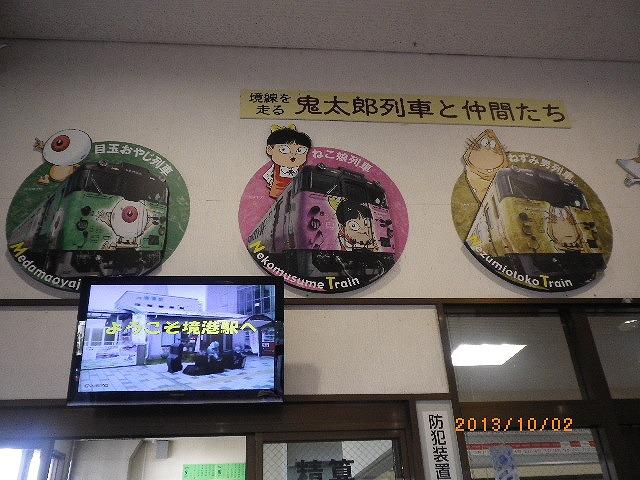 境線を
走る
鬼太郎列車と仲間たち
目玉おやじ列車
Medamaoyaj
ねこ娘列車
Nekomusume Train
ねずみ男列車
Nezumiotoko Train
ようこそ境港駅へ
防犯装置
精算
2013/10/02